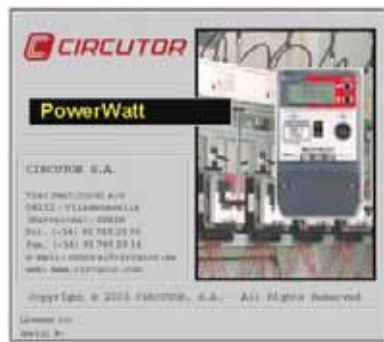 CIRCUTOR
PowerWatt
CIRCUTOR S.A.
Vial Sant Jordi s/n
08232 - Viladecavalls
(Barcelona) SPAIN
Tel. (+34) 93 745 29
Fax. (+34) 93 745 29 14
e-mail: central@circutor.es
web: www.circutor.com
Copyright © 2003 CIRCUTOR, S.A. All Rights Reserved
License to:
Serial #: